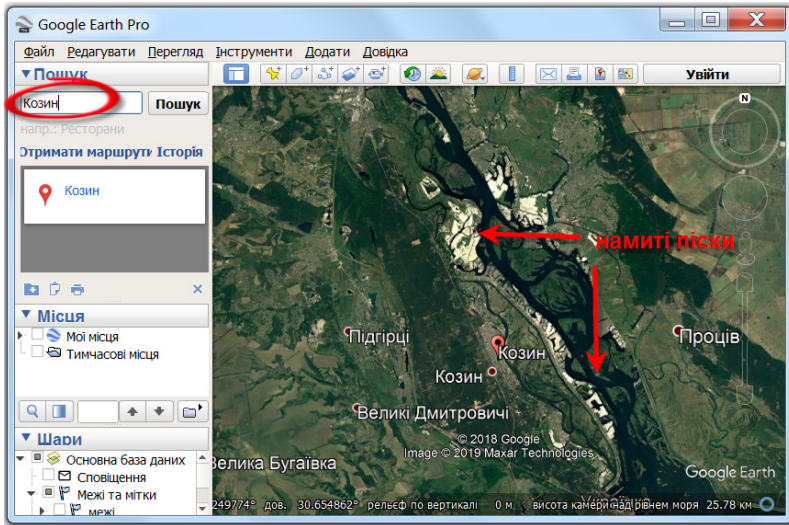 Google Earth Pro
Файл Редагувати Перегляд Інструменти Додати Довідка
Пошук
Увійти
Козин
Пошук
напр.: Ресторани
Отримати маршрути Історія
Козин
N
намиті піски
Місця
Мої місця
Тимчасові місця
Підгірці
Козин
Проців
Козин
Великі Дмитровичі
Шари
Основна база даних
Сповіщення
Межі та мітки
межі
© 2018 Google
Image © 2019 Maxar Technologies
Велика Бугаївка
Google Earth
Українка
249774° дов. 30.654862° рельєф по вертикалі 0 м висота камери над рівнем моря 25.78 км